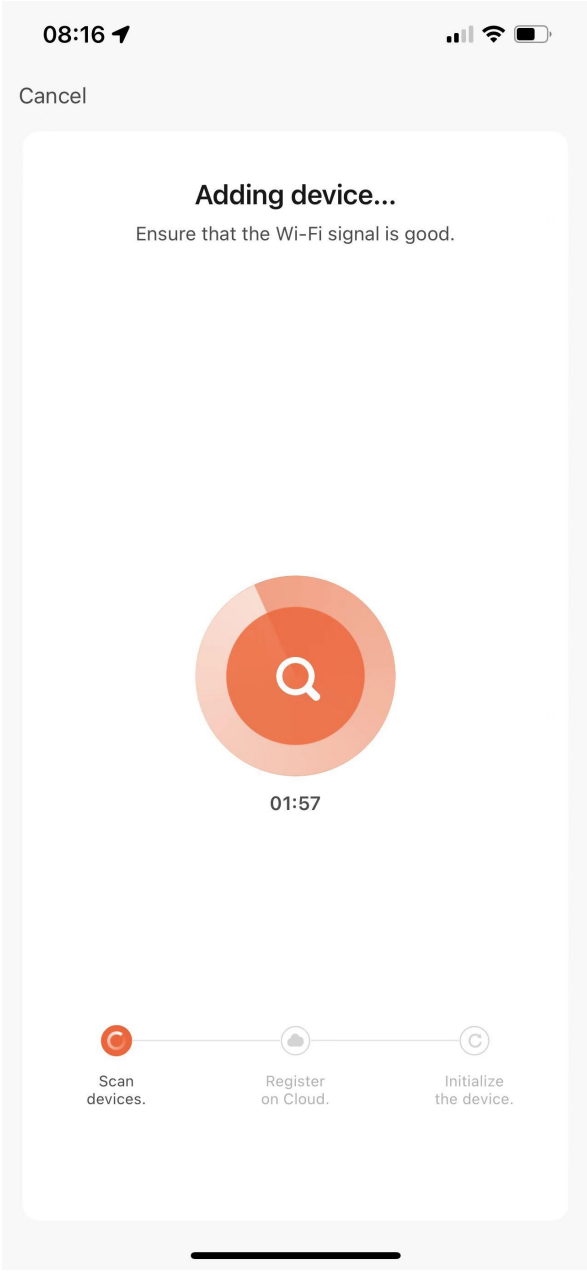 08:16
Cancel
Adding device...
Ensure that the Wi-Fi signal is good.
01:57
Scan
devices.
Register
on Cloud.
Initialize
the device.